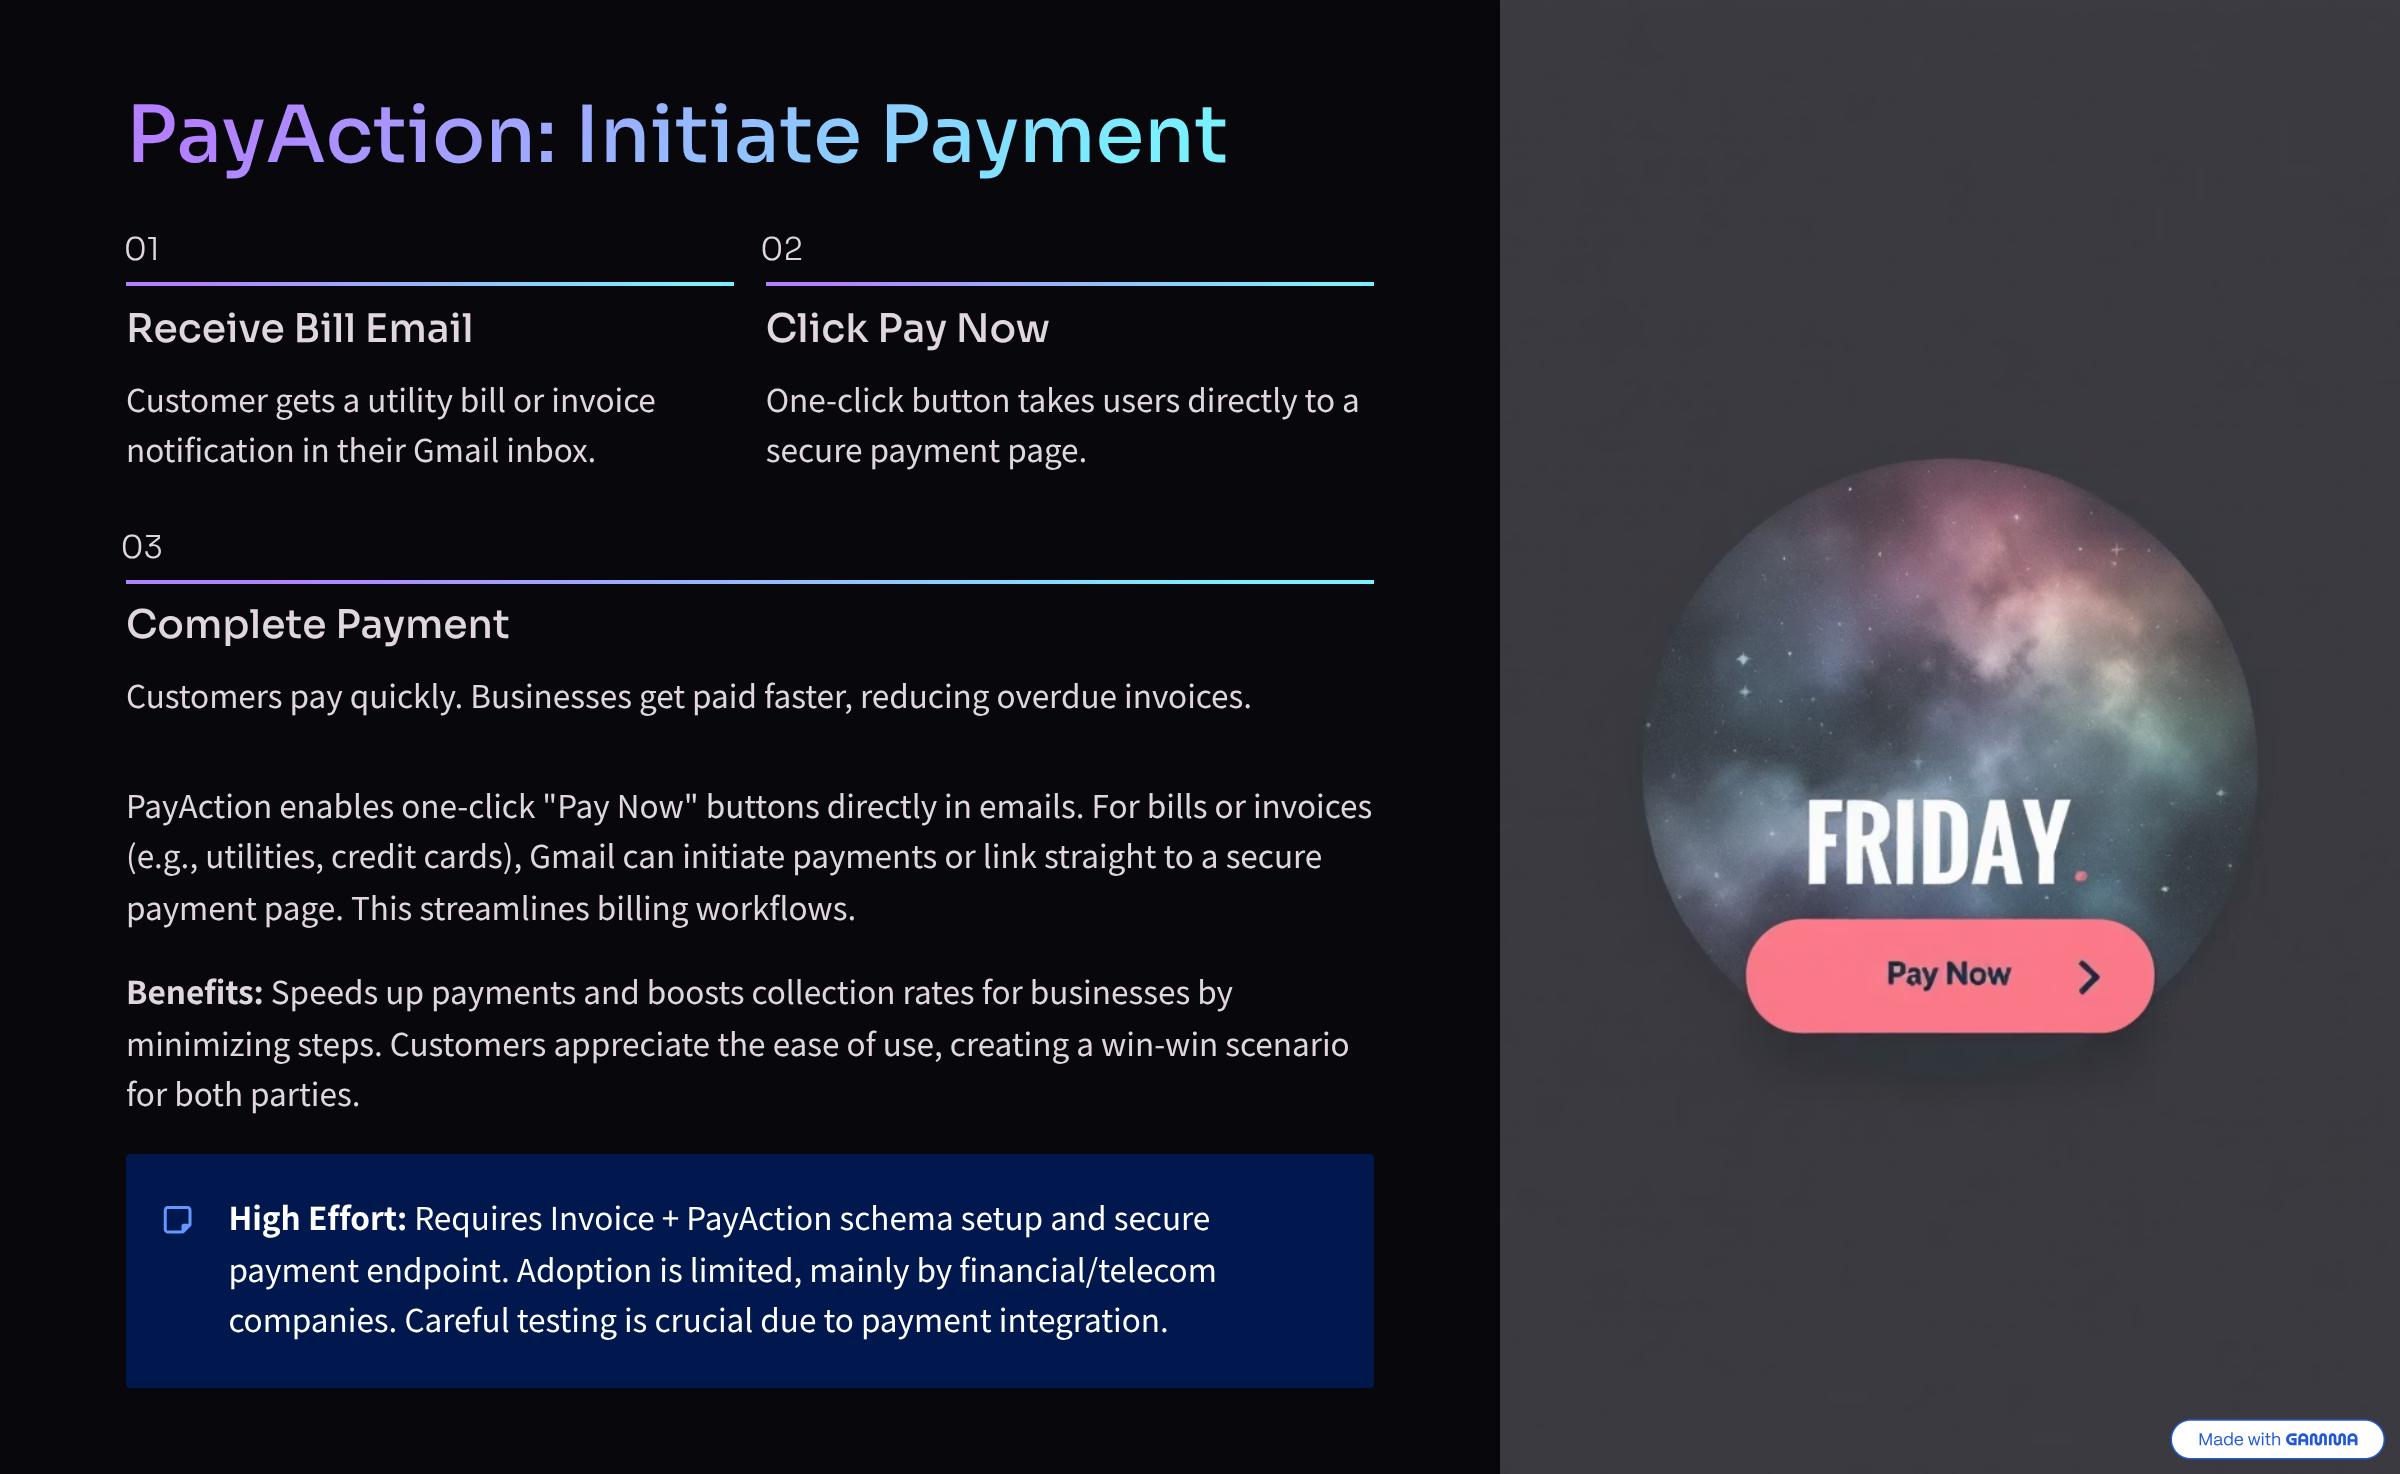 PayAction: Initiate Payment
01
Receive Bill Email
Customer gets a utility bill or invoice
notification in their Gmail inbox.
02
Click Pay Now
One-click button takes users directly to a
secure payment page.
03
Complete Payment
Customers pay quickly. Businesses get paid faster, reducing overdue invoices.
PayAction enables one-click "Pay Now" buttons directly in emails. For bills or invoices
(e.g., utilities, credit cards), Gmail can initiate payments or link straight to a secure
payment page. This streamlines billing workflows.
Benefits: Speeds up payments and boosts collection rates for businesses by
minimizing steps. Customers appreciate the ease of use, creating a win-win scenario
for both parties.
High Effort: Requires Invoice + PayAction schema setup and secure
payment endpoint. Adoption is limited, mainly by financial/telecom
companies. Careful testing is crucial due to payment integration.
FRIDAY.
Pay Now
Made with GAMMA